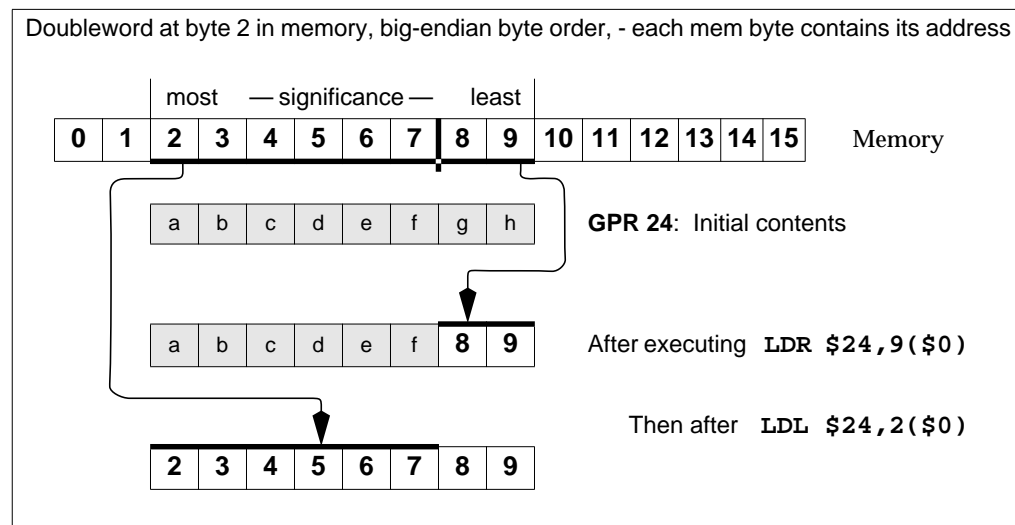 Doubleword at byte 2 in memory, big-endian byte order, - each mem byte contains its address
most — significance — least
0 1 2 3 4 5 6 7 8 9 10 11 12 13 14 15 Memory
a b c d e f g h GPR 24: Initial contents
a b c d e f 8 9 After executing LDR $24,9($0)
Then after LDL $24,2($0)
2 3 4 5 6 7 8 9